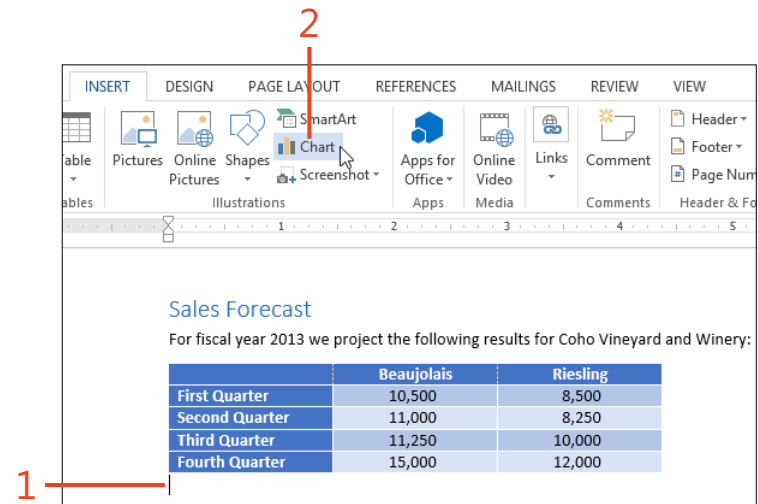 2
INSERT DESIGN PAGE LAYOUT REFERENCES MAILINGS REVIEW VIEW
SmartArt Header
Chart Footer
able Pictures Online Shapes Apps for Online Links Comment
Pictures Screenshot Office Video Page Num
ables Illustrations Apps Media Comments Header & Fo
1 2 3 4 5
Sales Forecast
For fiscal year 2013 we project the following results for Coho Vineyard and Winery:
Beaujolais Riesling
First Quarter 10,500 8,500
Second Quarter 11,000 8,250
Third Quarter 11,250 10,000
Fourth Quarter 15,000 12,000
1